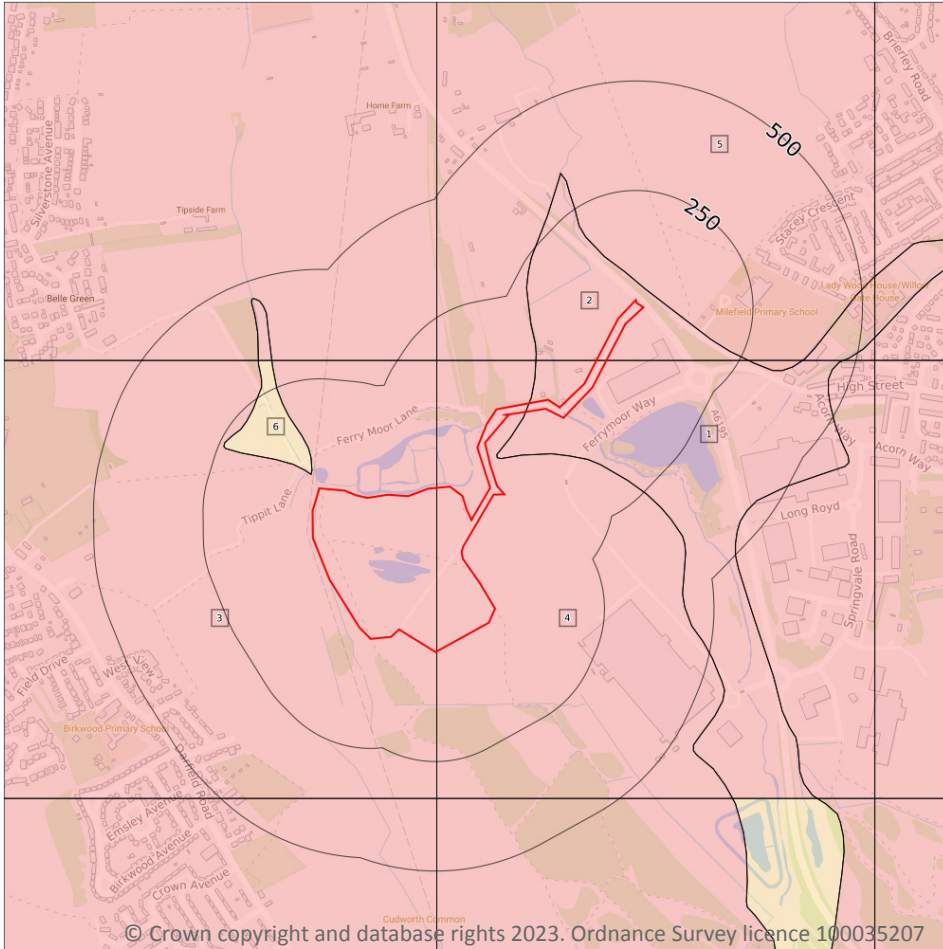 Brierley Road
500
5
Home Farm
Silverstone Avenue
250
Stacey Crescent
Tipside Farm
Belle Green
Lady Wood House/Willow
Gate House
2
Milefield Primary School
High Street
Ferry Moor Lane
Ferrymoor Way
A6195
Acorn Way
6
1
Acorn Way
Tippit Lane
Long Royd
Springvale Road
3
4
Field Drive
West View
Birkwood Primary School
Carfield Road
Emsley Avenue
Birkwood Avenue
Crown Avenue
Cudworth Common
© Crown copyright and database rights 2023. Ordnance Survey licence 100035207